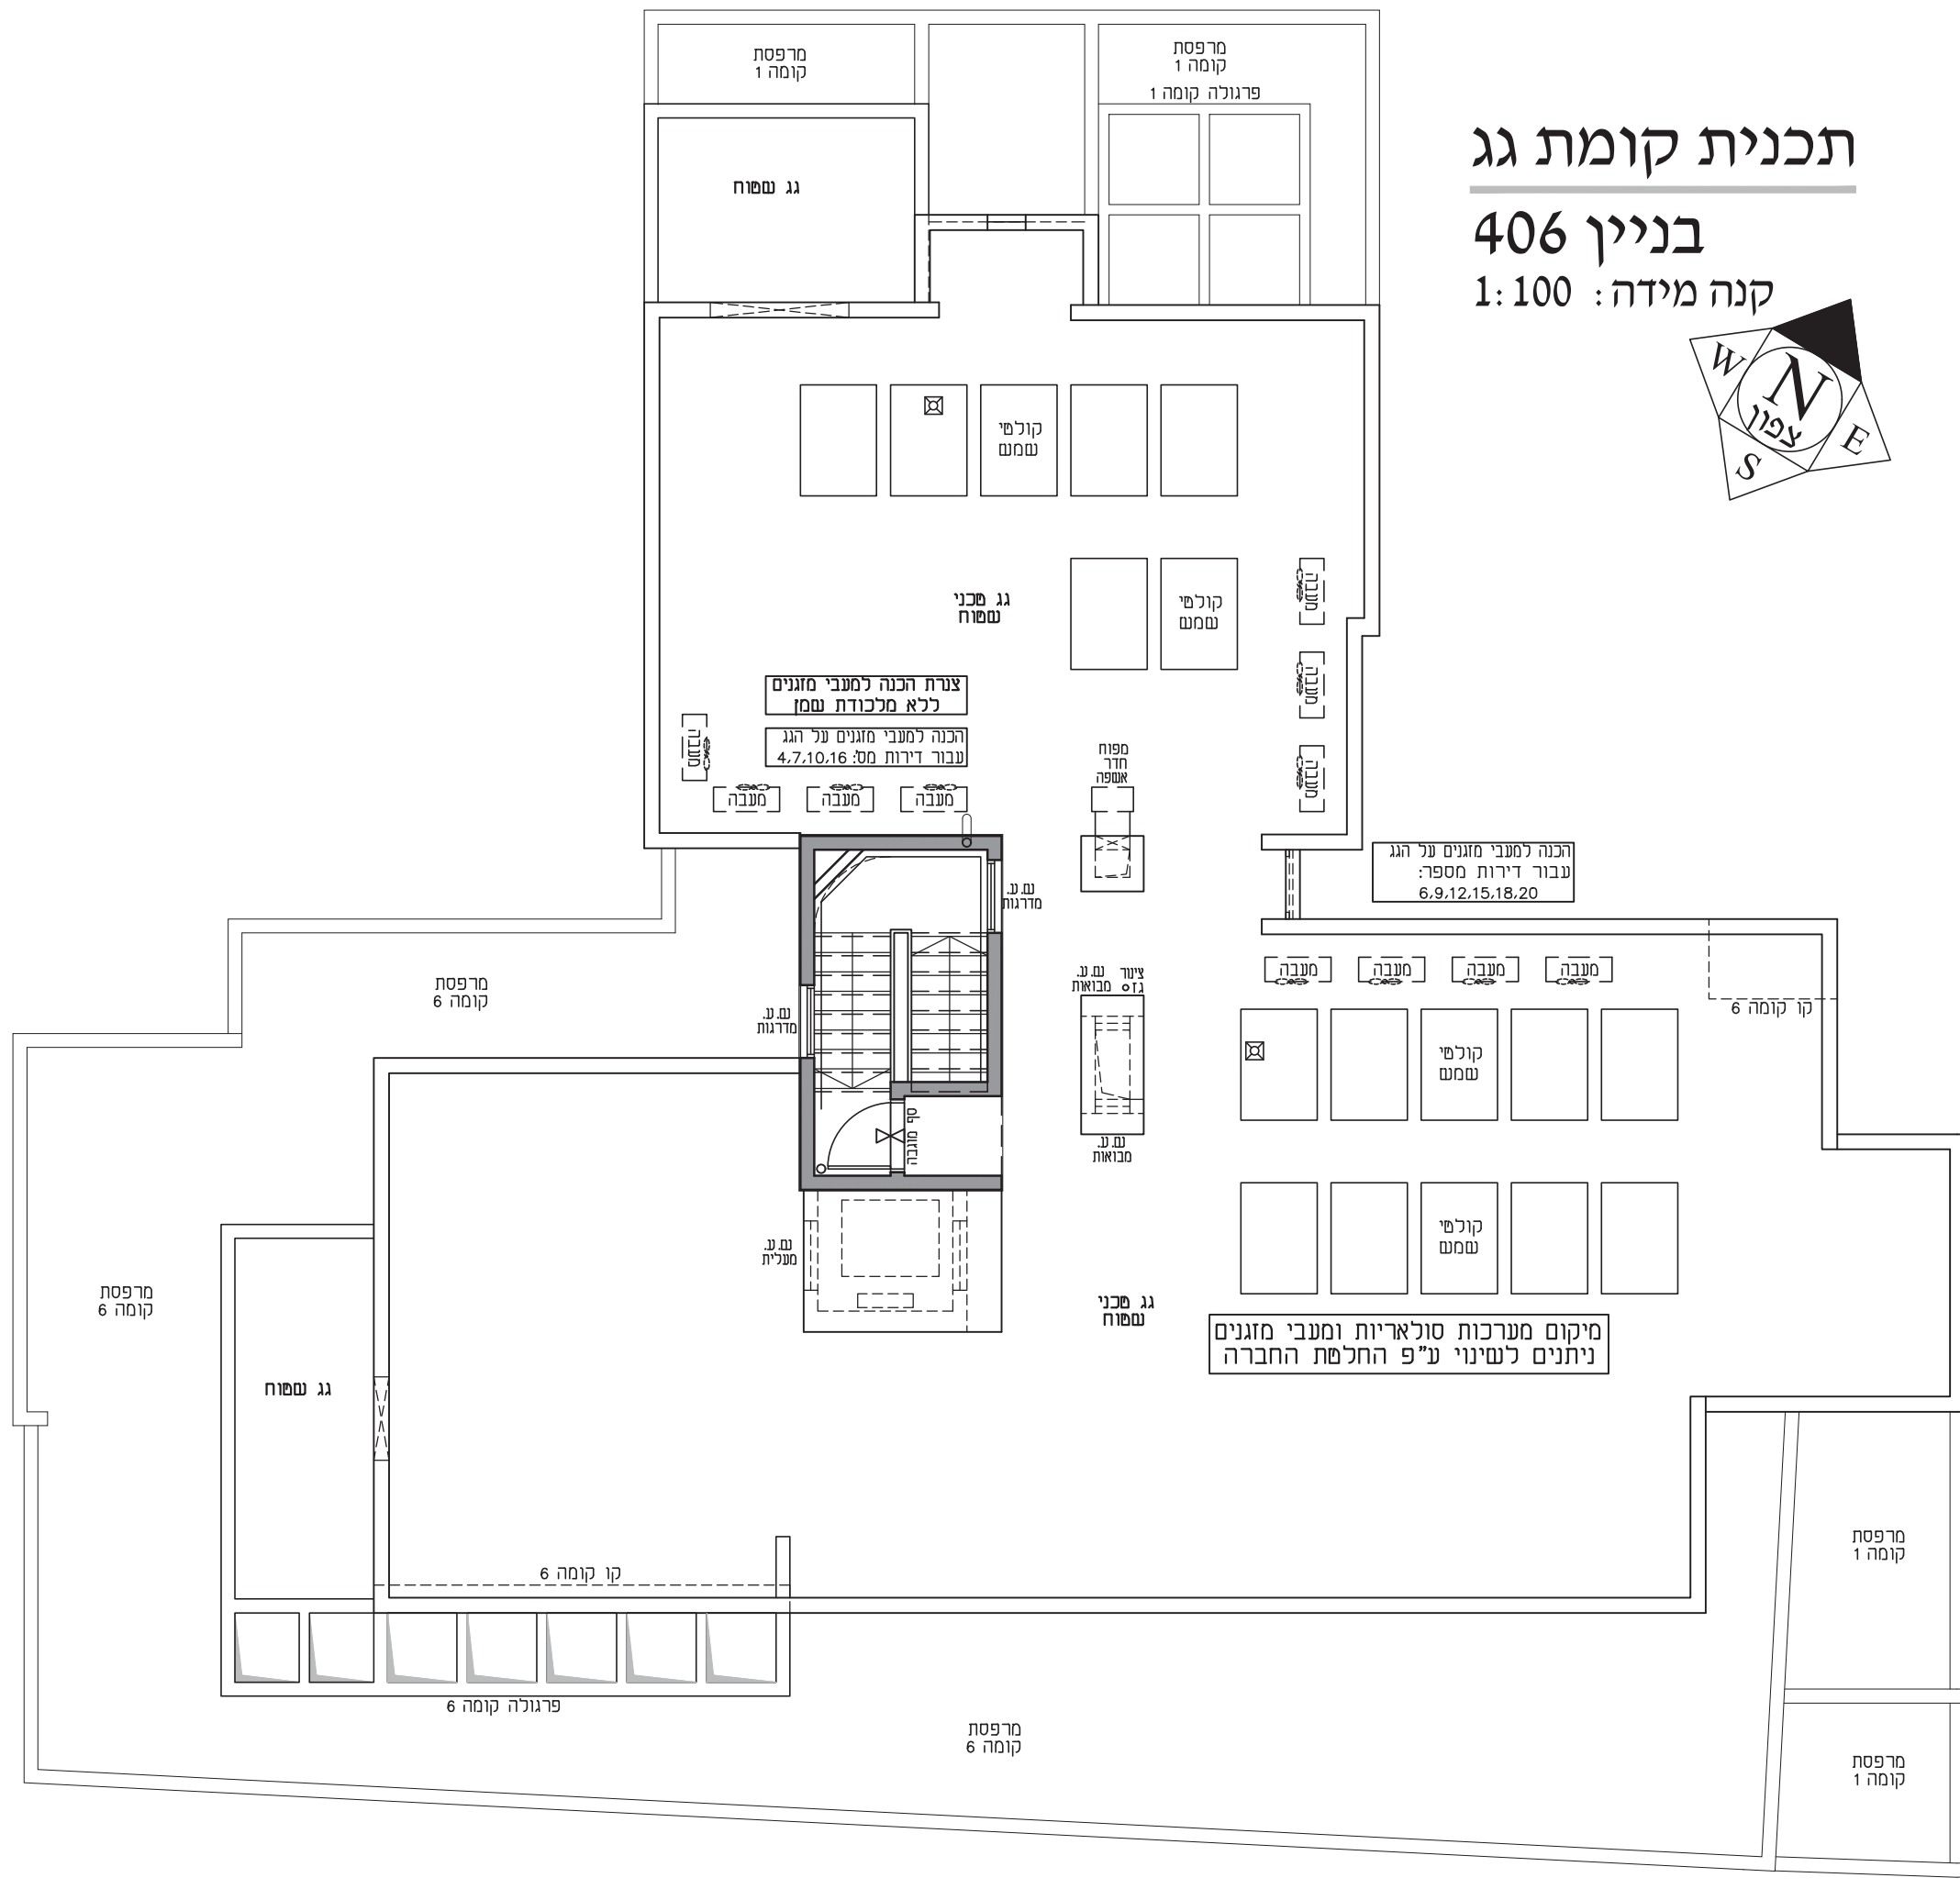 תכנית קומת גג
בניין 406
קנה מידה: 1:100
N
צפון
W
E
S
מרפסת
קומה 1
מרפסת
קומה 1
פרגולה קומה 1
גג שטוח
קולטי
שמש
גג טכני
שטוח
קולטי
שמש
מעבה
מעבה
מעבה
צנרת הכנה למעבי מזגנים
ללא מלכודת שמן
הכנה למעבי מזגנים על הגג
עבור דירות מס': 4,7,10,16
מעבה
מעבה
מעבה
מעבה
מפוח
חדר
אשפה
הכנה למעבי מזגנים על הגג
עבור דירות מספר:
6,9,12,15,18,20
ש.ע.
מדרגות
מרפסת
קומה 6
ש.ע.
מדרגות
ש.ע.
מבואות
צינור
גז
מעבה
מעבה
מעבה
מעבה
קו קומה 6
קולטי
שמש
סף מוגבה
ש.ע.
מבואות
קולטי
שמש
ש.ע.
מעלית
מרפסת
קומה 6
גג טכני
שטוח
מיקום מערכות סולאריות ומעבי מזגנים
ניתנים לשינוי ע"פ החלטת החברה
גג שטוח
קו קומה 6
מרפסת
קומה 1
פרגולה קומה 6
מרפסת
קומה 6
מרפסת
קומה 1